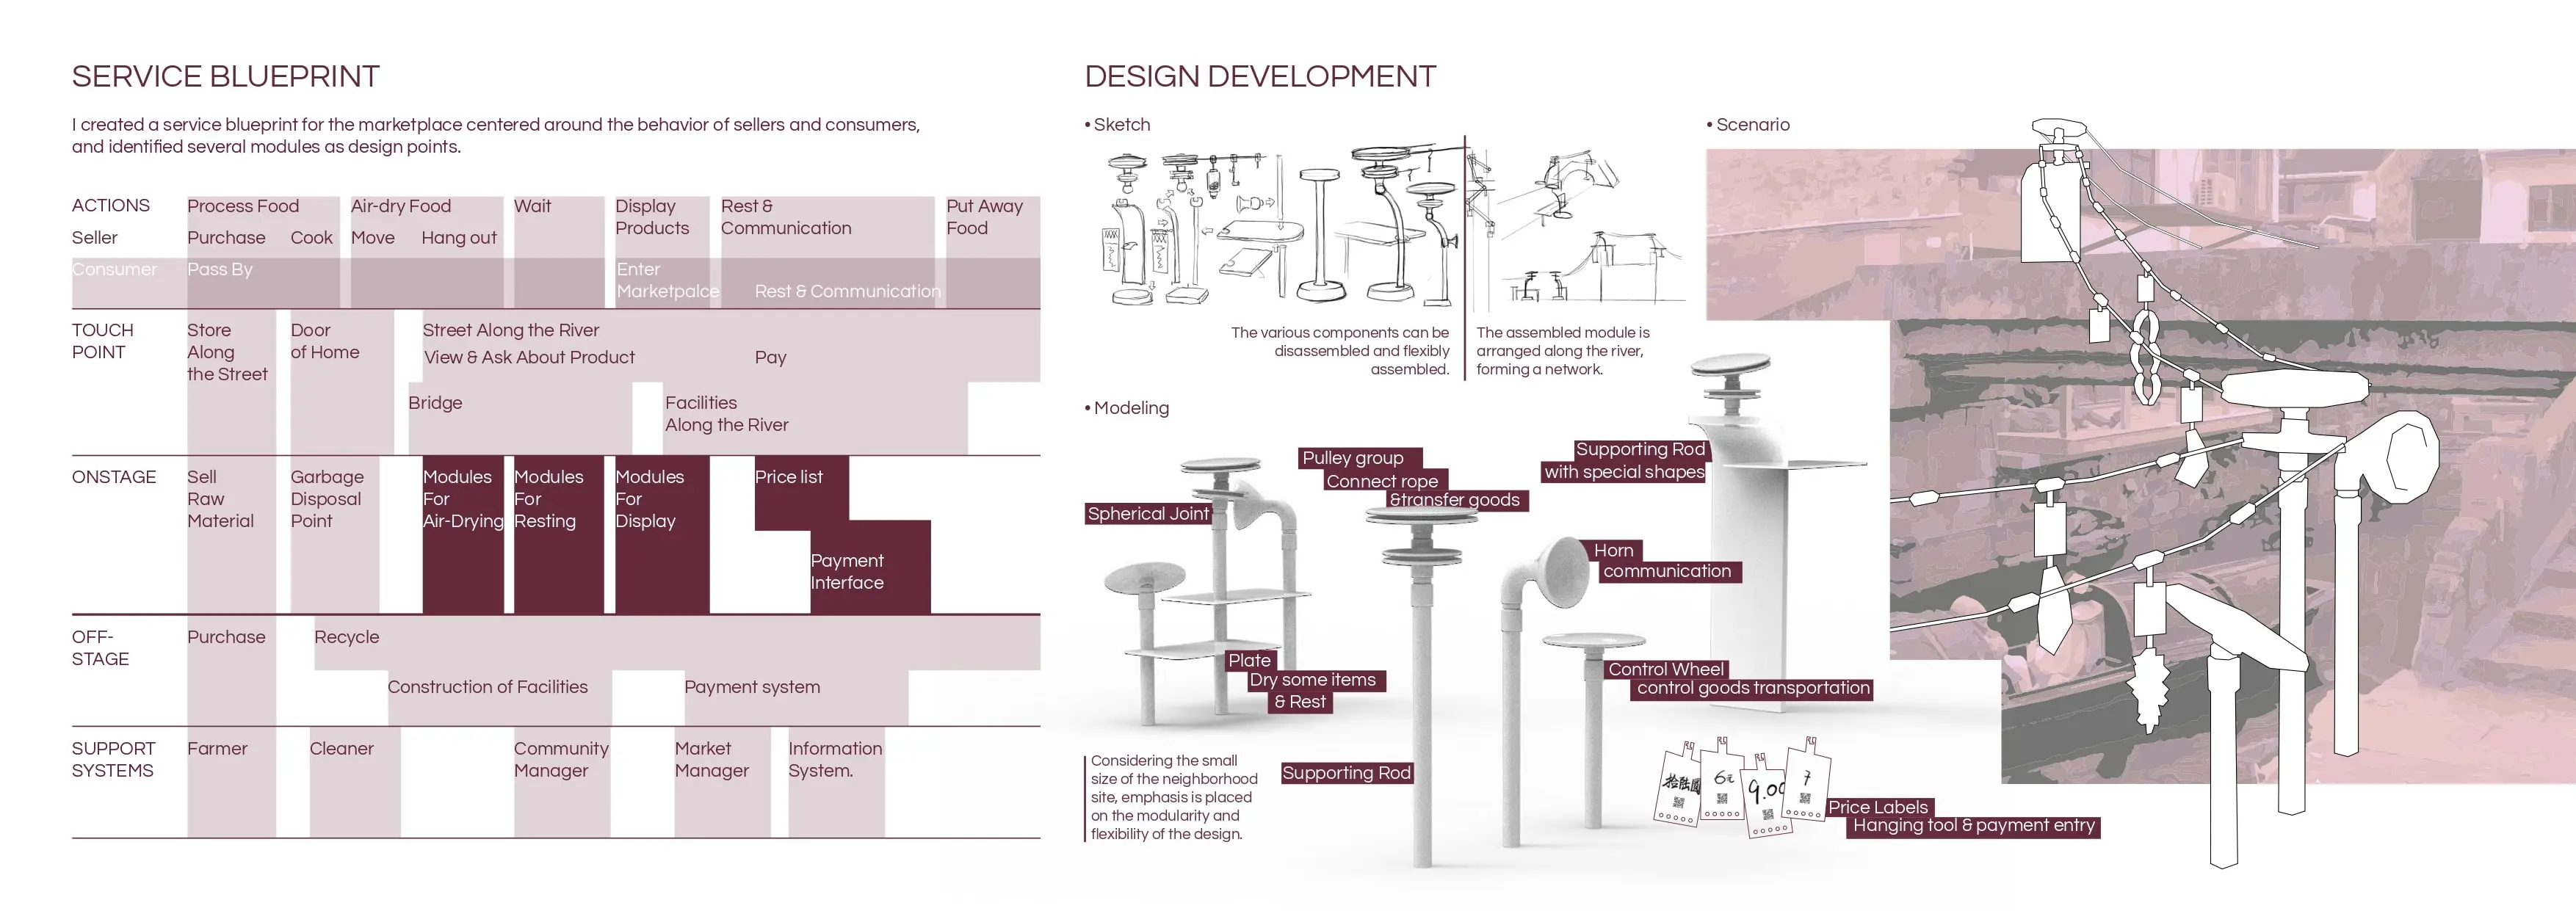 SERVICE BLUEPRINT
I created a service blueprint for the marketplace centered around the behavior of sellers and consumers,
and identified several modules as design points.
ACTIONS
Process Food
Air-dry Food
Wait
Display
Products
Rest &
Communication
Put Away
Food
Seller
Purchase
Cook
Move
Hang out
Consumer
Pass By
Enter
Marketpalce
Rest & Communication
TOUCH
POINT
Store
Along
the Street
Door
of Home
Street Along the River
View & Ask About Product
Pay
Bridge
Facilities
Along the River
ONSTAGE
Sell
Raw
Material
Garbage
Disposal
Point
Modules
For
Air-Drying
Modules
For
Resting
Modules
For
Display
Price list
Payment
Interface
OFF-
STAGE
Purchase
Recycle
Construction of Facilities
Payment system
SUPPORT
SYSTEMS
Farmer
Cleaner
Community
Manager
Market
Manager
Information
System.
DESIGN DEVELOPMENT
• Sketch
The various components can be
disassembled and flexibly
assembled.
The assembled module is
arranged along the river,
forming a network.
• Scenario
• Modeling
Spherical Joint
Pulley group
Connect rope
&transfer goods
Supporting Rod
with special shapes
Horn
communication
Plate
Dry some items
& Rest
Control Wheel
control goods transportation
Considering the small
size of the neighborhood
site, emphasis is placed
on the modularity and
flexibility of the design.
Supporting Rod
6元
9.00
7
Price Labels
Hanging tool & payment entry